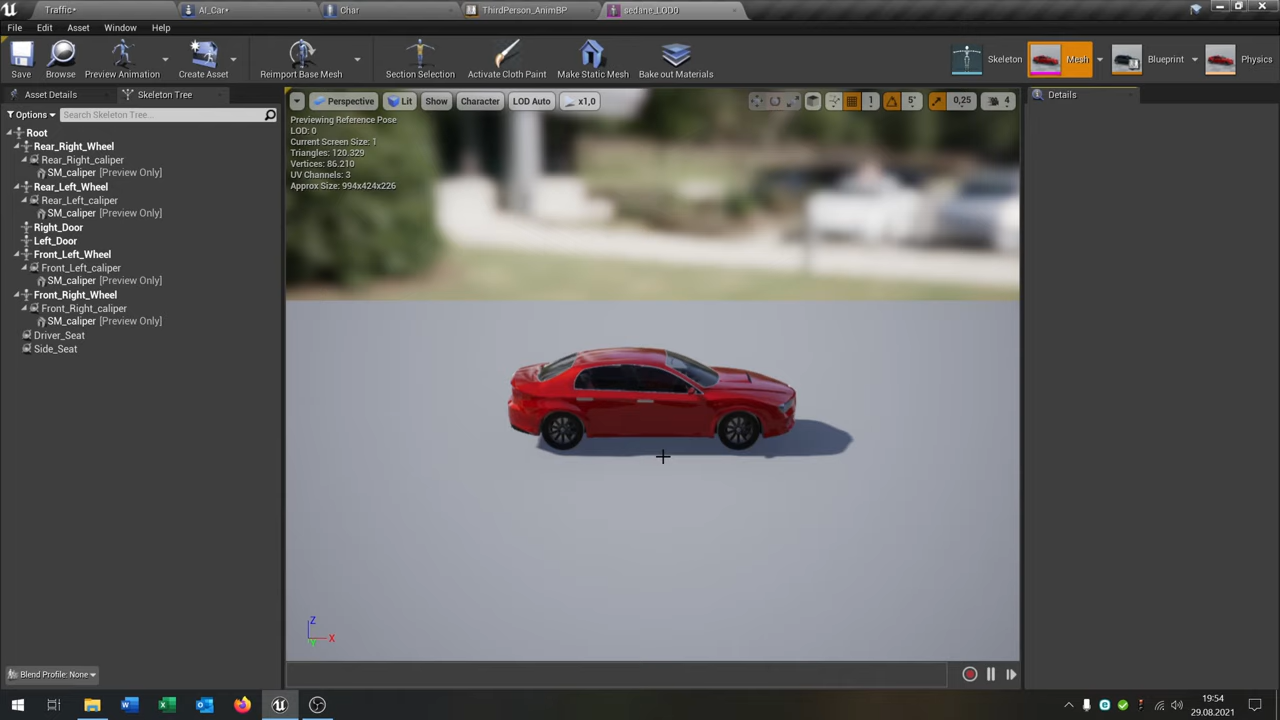 Traffic*
AI_Car*
Char
ThirdPerson_AnimBP
sedane_LOD0
File Edit Asset Window Help
Save
Browse
Preview Animation
Create Asset
Reimport Base Mesh
Section Selection
Activate Cloth Paint
Make Static Mesh
Bake out Materials
Skeleton
Mesh
Blueprint
Physics
Asset Details
Skeleton Tree
Options
Search Skeleton Tree...
Root
Rear_Right_Wheel
Rear_Right_caliper
SM_caliper [Preview Only]
Rear_Left_Wheel
Rear_Left_caliper
SM_caliper [Preview Only]
Right_Door
Left_Door
Front_Left_Wheel
Front_Left_caliper
SM_caliper [Preview Only]
Front_Right_Wheel
Front_Right_caliper
SM_caliper [Preview Only]
Driver_Seat
Side_Seat
Blend Profile: None
Perspective
Lit
Show
Character
LOD Auto
x1,0
1
5°
0,25
4
Previewing Reference Pose
LOD: 0
Current Screen Size: 1
Triangles: 120.329
Vertices: 86.210
UV Channels: 3
Approx Size: 994x424x226
Z
X
Y
Details
19:54
29.08.2021